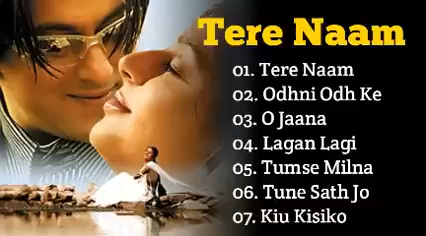 Tere Naam
01. Tere Naam
02. Odhni Odh Ke
03. O Jaana
04. Lagan Lagi
05. Tumse Milna
06. Tune Sath Jo
07. Kiu Kisiko